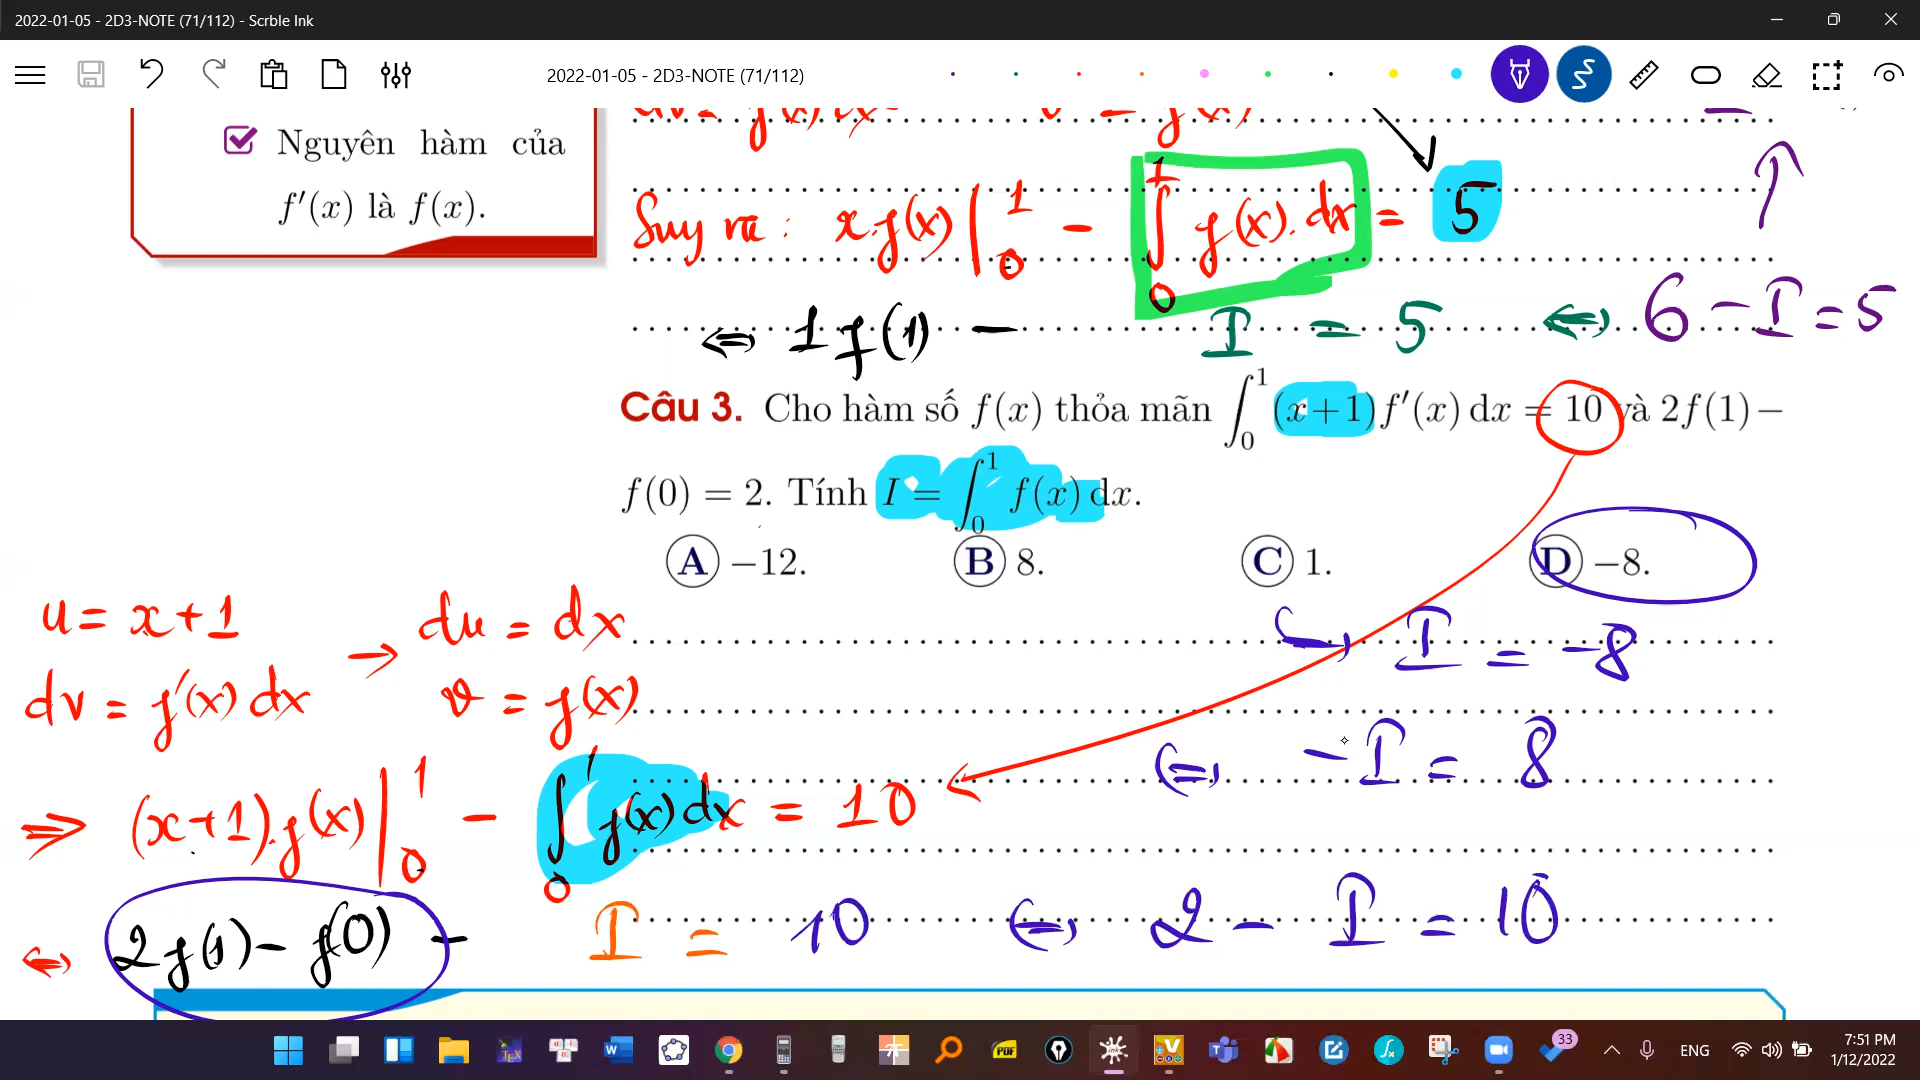 2022-01-05 - 2D3-NOTE (71/112) - Scrble Ink
2022-01-05 - 2D3-NOTE (71/112)
Nguyên hàm của
f′(x) là f(x).
Suy ra : x.f(x) |₀¹ − ∫₀¹ f(x).dx = 5
⇔ 1f(1) − I = 5 ⇔ 6 − I = 5
Câu 3. Cho hàm số f(x) thỏa mãn ∫₀¹ (x+1)f′(x) dx = 10 và 2f(1) −
f(0) = 2. Tính I = ∫₀¹ f(x) dx.
A −12. B 8. C 1. D −8.
u = x+1 → du = dx
dv = f′(x) dx v = f(x)
I = −8
⇔ −I = 8
⇒ (x+1).f(x) |₀¹ − ∫₀¹ f(x)dx = 10
⇔ 2f(1) − f(0) − I = 10 ⇔ 2 − I = 10
33
ENG
7:51 PM
1/12/2022